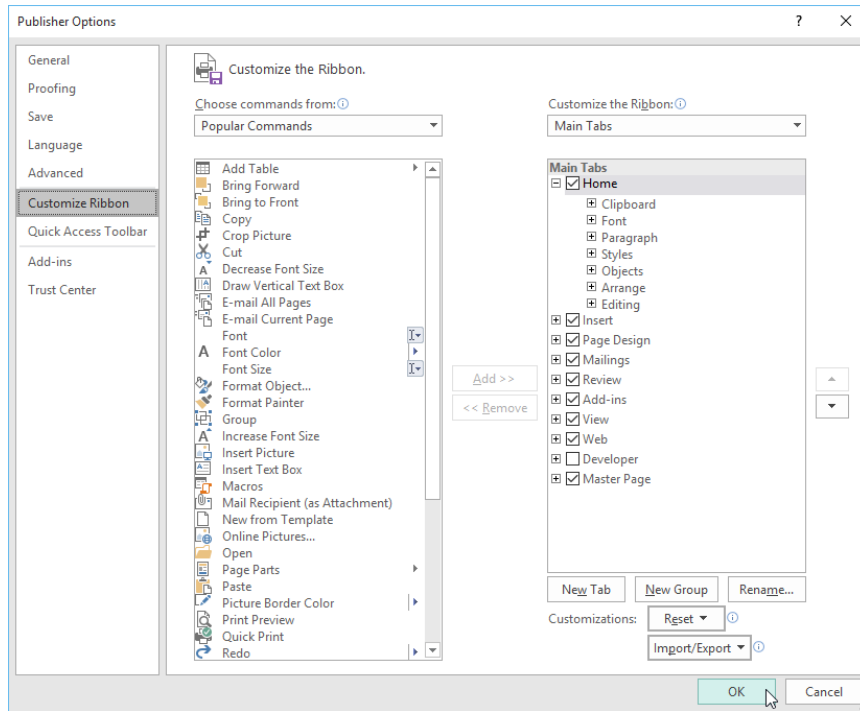 Publisher Options
?
General
Proofing
Save
Language
Advanced
Customize Ribbon
Quick Access Toolbar
Add-ins
Trust Center
Customize the Ribbon.
Choose commands from:
Popular Commands
Add Table
Bring Forward
Bring to Front
Copy
Crop Picture
Cut
Decrease Font Size
Draw Vertical Text Box
E-mail All Pages
E-mail Current Page
Font
Font Color
Font Size
Format Object...
Format Painter
Group
Increase Font Size
Insert Picture
Insert Text Box
Macros
Mail Recipient (as Attachment)
New from Template
Online Pictures...
Open
Page Parts
Paste
Picture Border Color
Print Preview
Quick Print
Redo
Add >>
<< Remove
Customize the Ribbon:
Main Tabs
Main Tabs
Home
Clipboard
Font
Paragraph
Styles
Objects
Arrange
Editing
Insert
Page Design
Mailings
Review
Add-ins
View
Web
Developer
Master Page
New Tab
New Group
Rename...
Customizations:
Reset
Import/Export
OK
Cancel